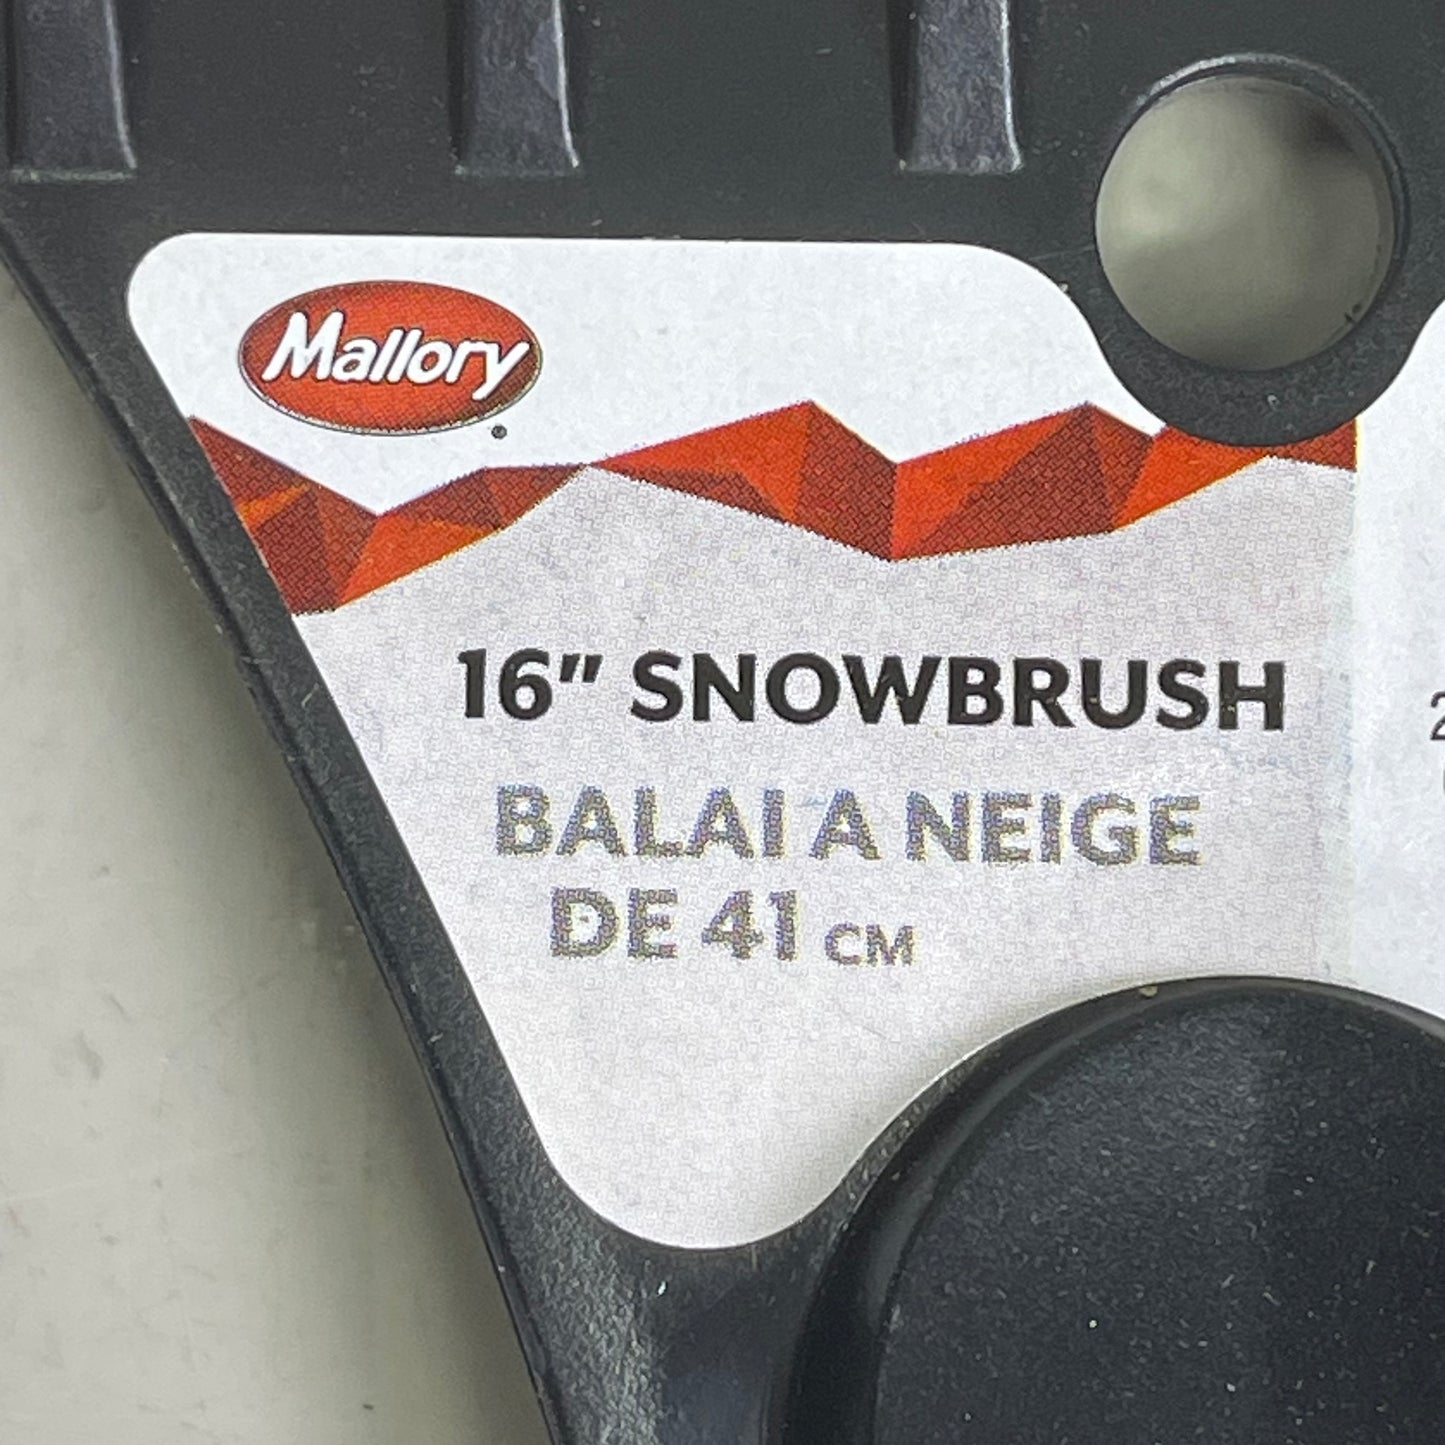 Mallory
16" SNOWBRUSH
BALAI A NEIGE
DE 41 CM